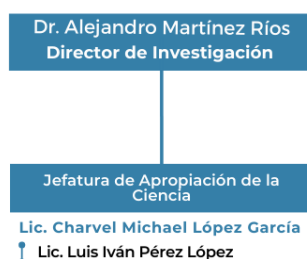 Dr. Alejandro Martínez Ríos
Director de Investigación
Jefatura de Apropiación de la
Ciencia
Lic. Charvel Michael López García
Lic. Luis Iván Pérez López